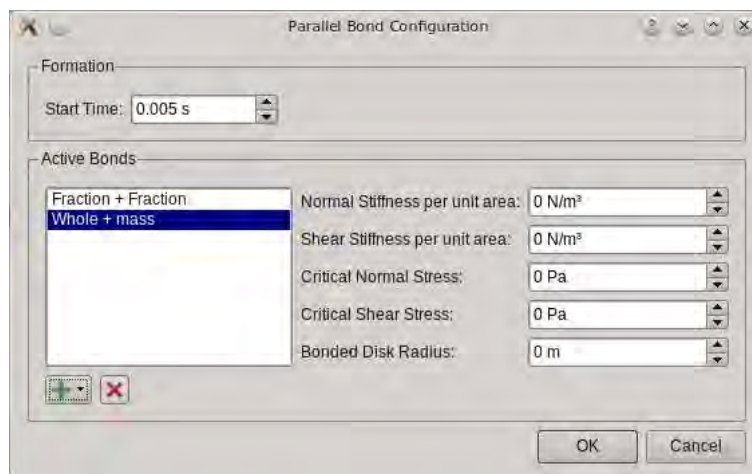 Parallel Bond Configuration
Formation
Start Time: 0.005 s
Active Bonds
Fraction + Fraction
Whole + mass
Normal Stiffness per unit area: 0 N/m³
Shear Stiffness per unit area: 0 N/m³
Critical Normal Stress: 0 Pa
Critical Shear Stress: 0 Pa
Bonded Disk Radius: 0 m
OK
Cancel